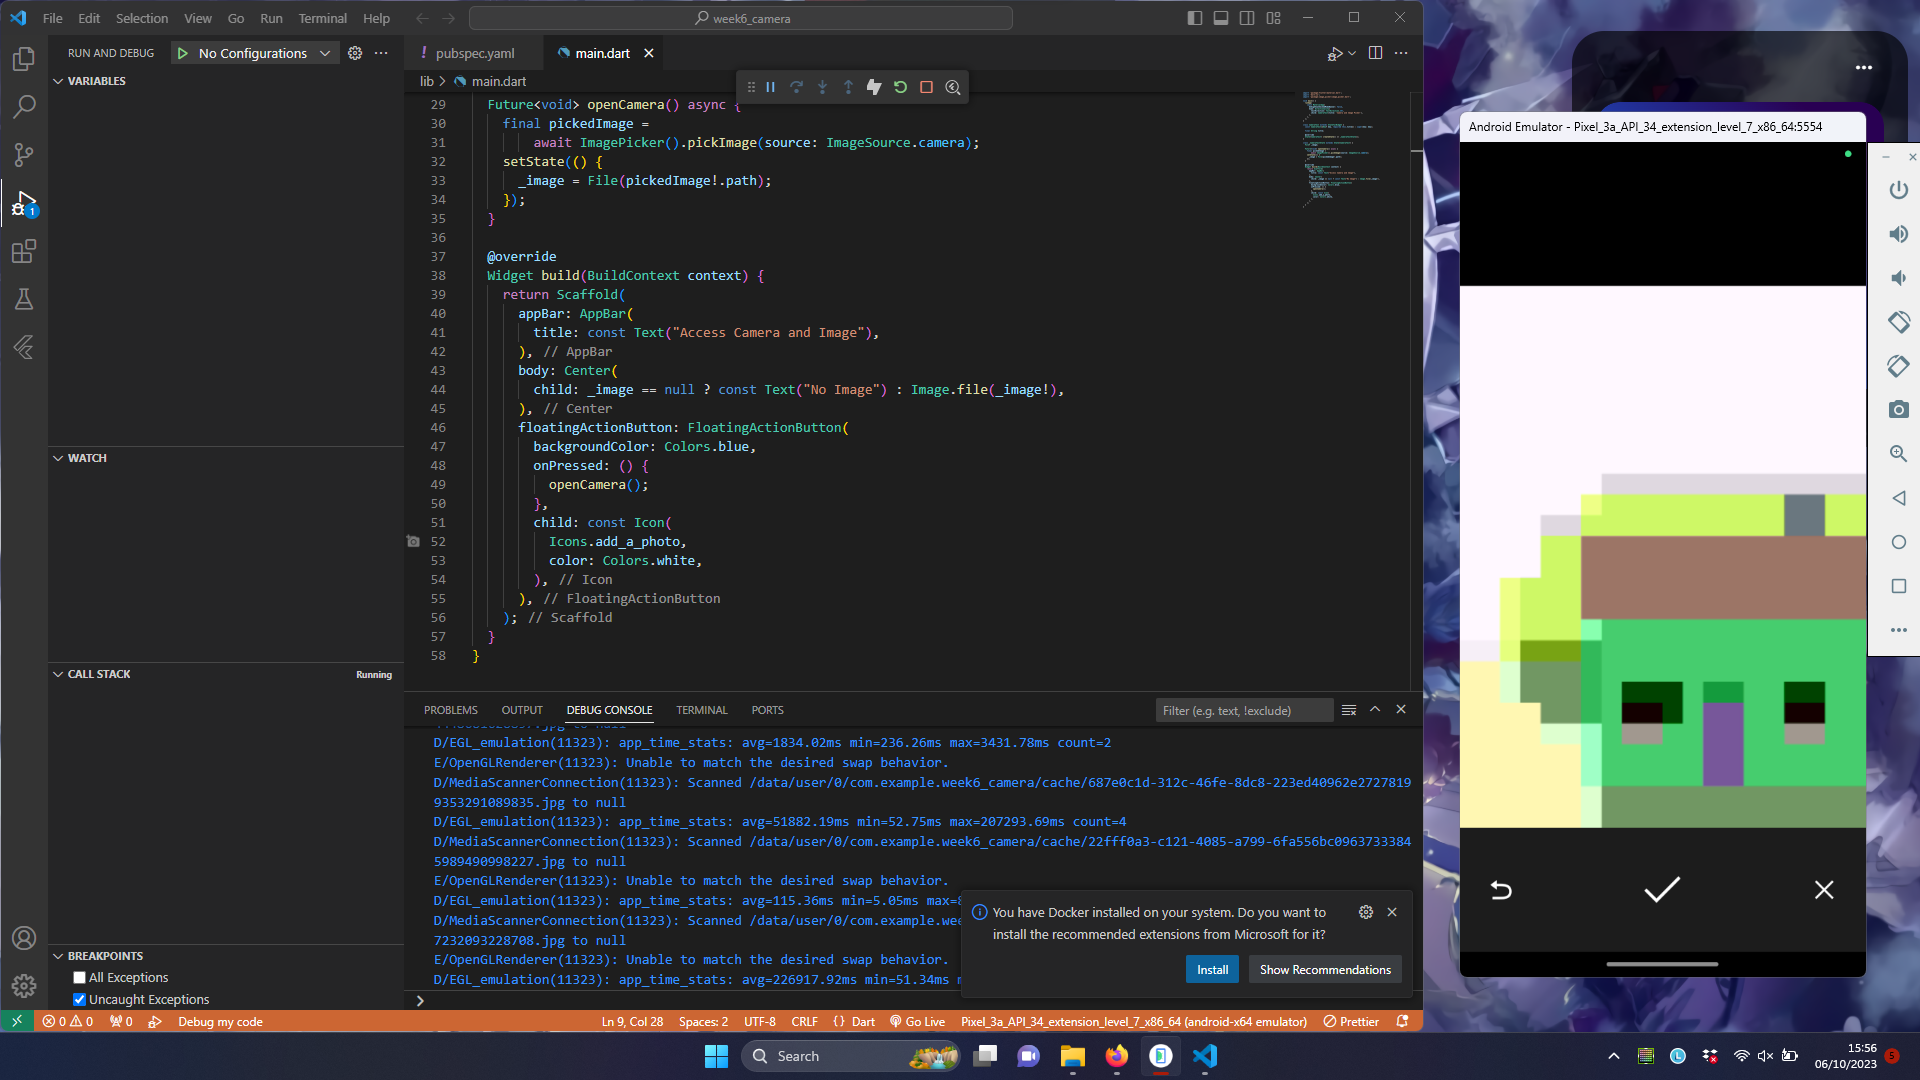 File Edit Selection View Go Run Terminal Help
week6_camera
RUN AND DEBUG
No Configurations
pubspec.yaml
main.dart
lib > main.dart
VARIABLES
WATCH
CALL STACK
Running
BREAKPOINTS
All Exceptions
Uncaught Exceptions
29 Future<void> openCamera() async {
30 final pickedImage =
31 await ImagePicker().pickImage(source: ImageSource.camera);
32 setState(() {
33 _image = File(pickedImage!.path);
34 });
35 }
36
37 @override
38 Widget build(BuildContext context) {
39 return Scaffold(
40 appBar: AppBar(
41 title: const Text("Access Camera and Image"),
42 ), // AppBar
43 body: Center(
44 child: _image == null ? const Text("No Image") : Image.file(_image!),
45 ), // Center
46 floatingActionButton: FloatingActionButton(
47 backgroundColor: Colors.blue,
48 onPressed: () {
49 openCamera();
50 },
51 child: const Icon(
52 Icons.add_a_photo,
53 color: Colors.white,
54 ), // Icon
55 ), // FloatingActionButton
56 ); // Scaffold
57 }
58 }
PROBLEMS OUTPUT DEBUG CONSOLE TERMINAL PORTS
Filter (e.g. text, !exclude)
D/EGL_emulation(11323): app_time_stats: avg=1834.02ms min=236.26ms max=3431.78ms count=2
E/OpenGLRenderer(11323): Unable to match the desired swap behavior.
D/MediaScannerConnection(11323): Scanned /data/user/0/com.example.week6_camera/cache/687e0c1d-312c-46fe-8dc8-223ed40962e2727819
9353291089835.jpg to null
D/EGL_emulation(11323): app_time_stats: avg=51882.19ms min=52.75ms max=207293.69ms count=4
D/MediaScannerConnection(11323): Scanned /data/user/0/com.example.week6_camera/cache/22fff0a3-c121-4085-a799-6fa556bc0963733384
5989490998227.jpg to null
E/OpenGLRenderer(11323): Unable to match the desired swap behavior.
D/EGL_emulation(11323): app_time_stats: avg=115.36ms min=5.05ms
D/MediaScannerConnection(11323): Scanned /data/user/0/com.example.we
7232093228708.jpg to null
E/OpenGLRenderer(11323): Unable to match the desired swap behavior.
D/EGL_emulation(11323): app_time_stats: avg=226917.92ms min=51.34ms
You have Docker installed on your system. Do you want to
install the recommended extensions from Microsoft for it?
Install
Show Recommendations
0 0 0 Debug my code
Ln 9, Col 28 Spaces: 2 UTF-8 CRLF {} Dart Go Live Pixel_3a_API_34_extension_level_7_x86_64 (android-x64 emulator) Prettier
Android Emulator - Pixel_3a_API_34_extension_level_7_x86_64:5554
Search
15:56
06/10/2023
5